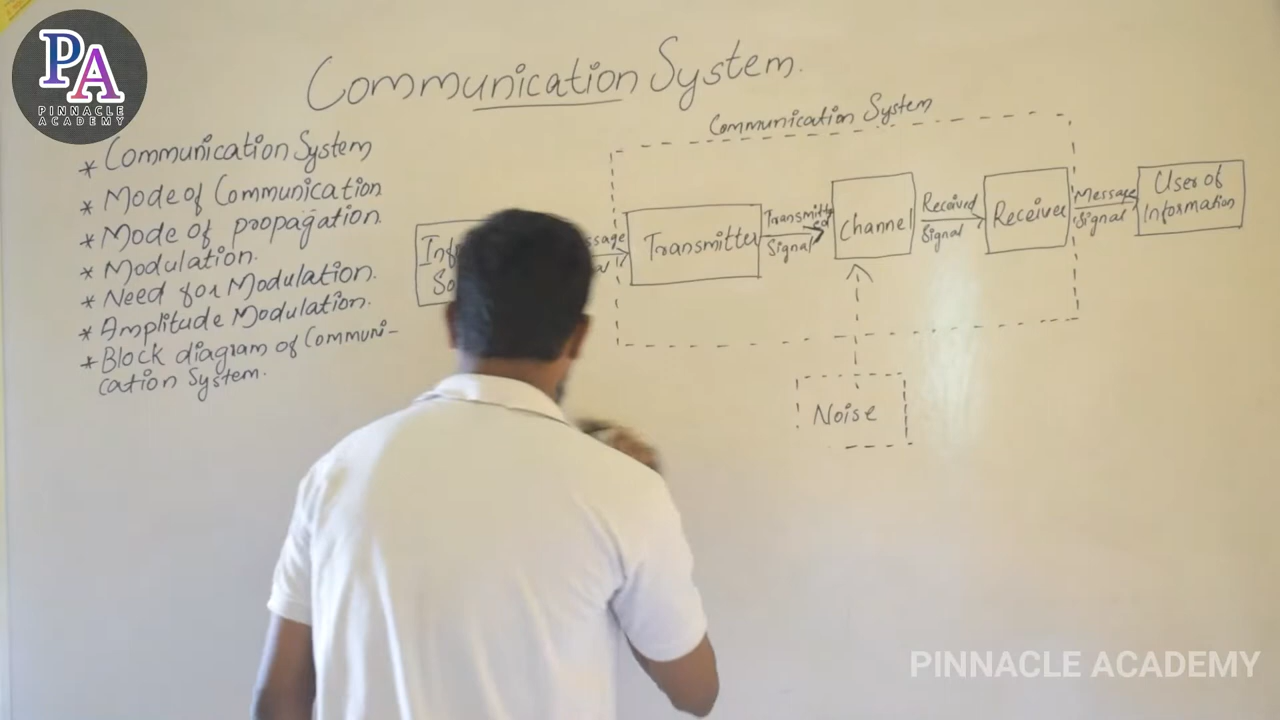 PA
PINNACLE
ACADEMY
Communication System.
* Communication System
* Mode of Communication
* Mode of propagation
* Modulation.
* Need for Modulation.
* Amplitude Modulation.
* Block diagram of Communi-
cation System.
Communication System
Transmitter
Transmitt
ed
Signal
Channel
Received
Signal
Receiver
Message
Signal
User of
Information
Noise
PINNACLE ACADEMY